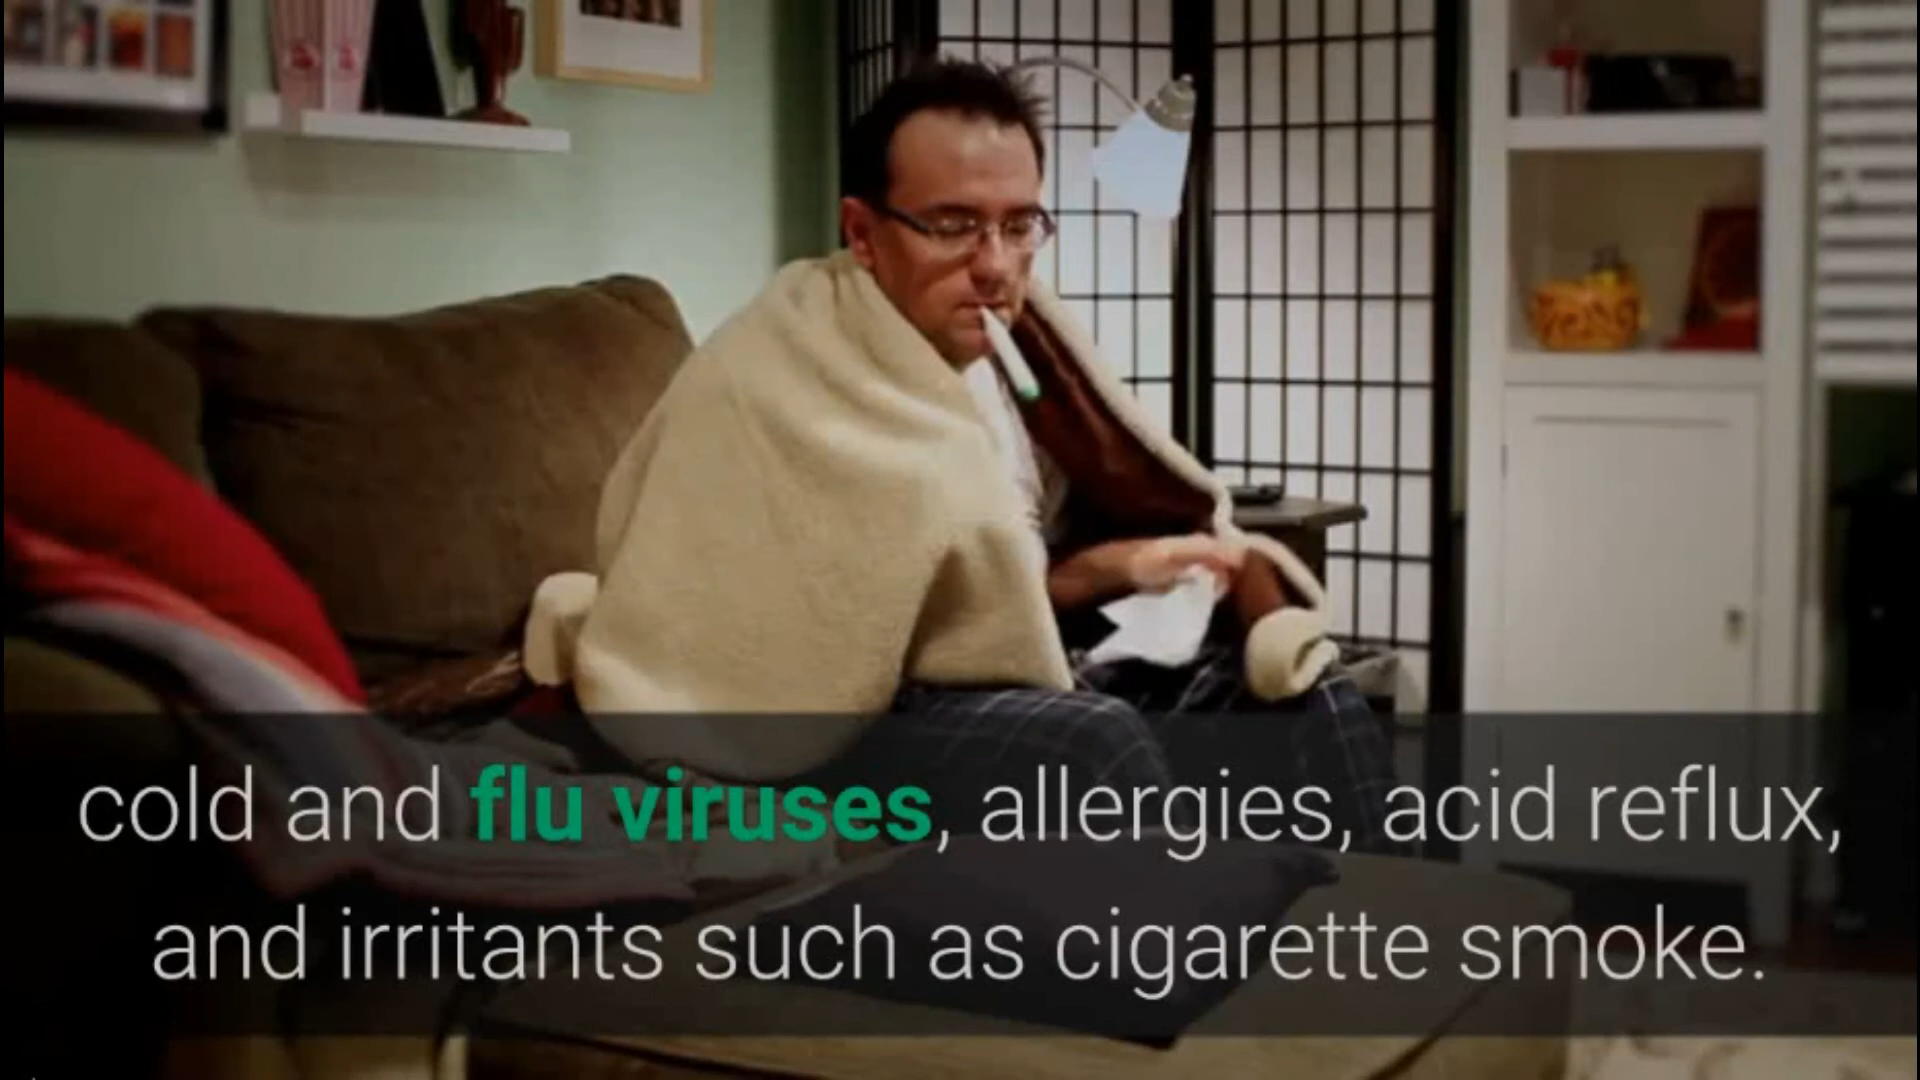 cold and flu viruses, allergies, acid reflux,
and irritants such as cigarette smoke.